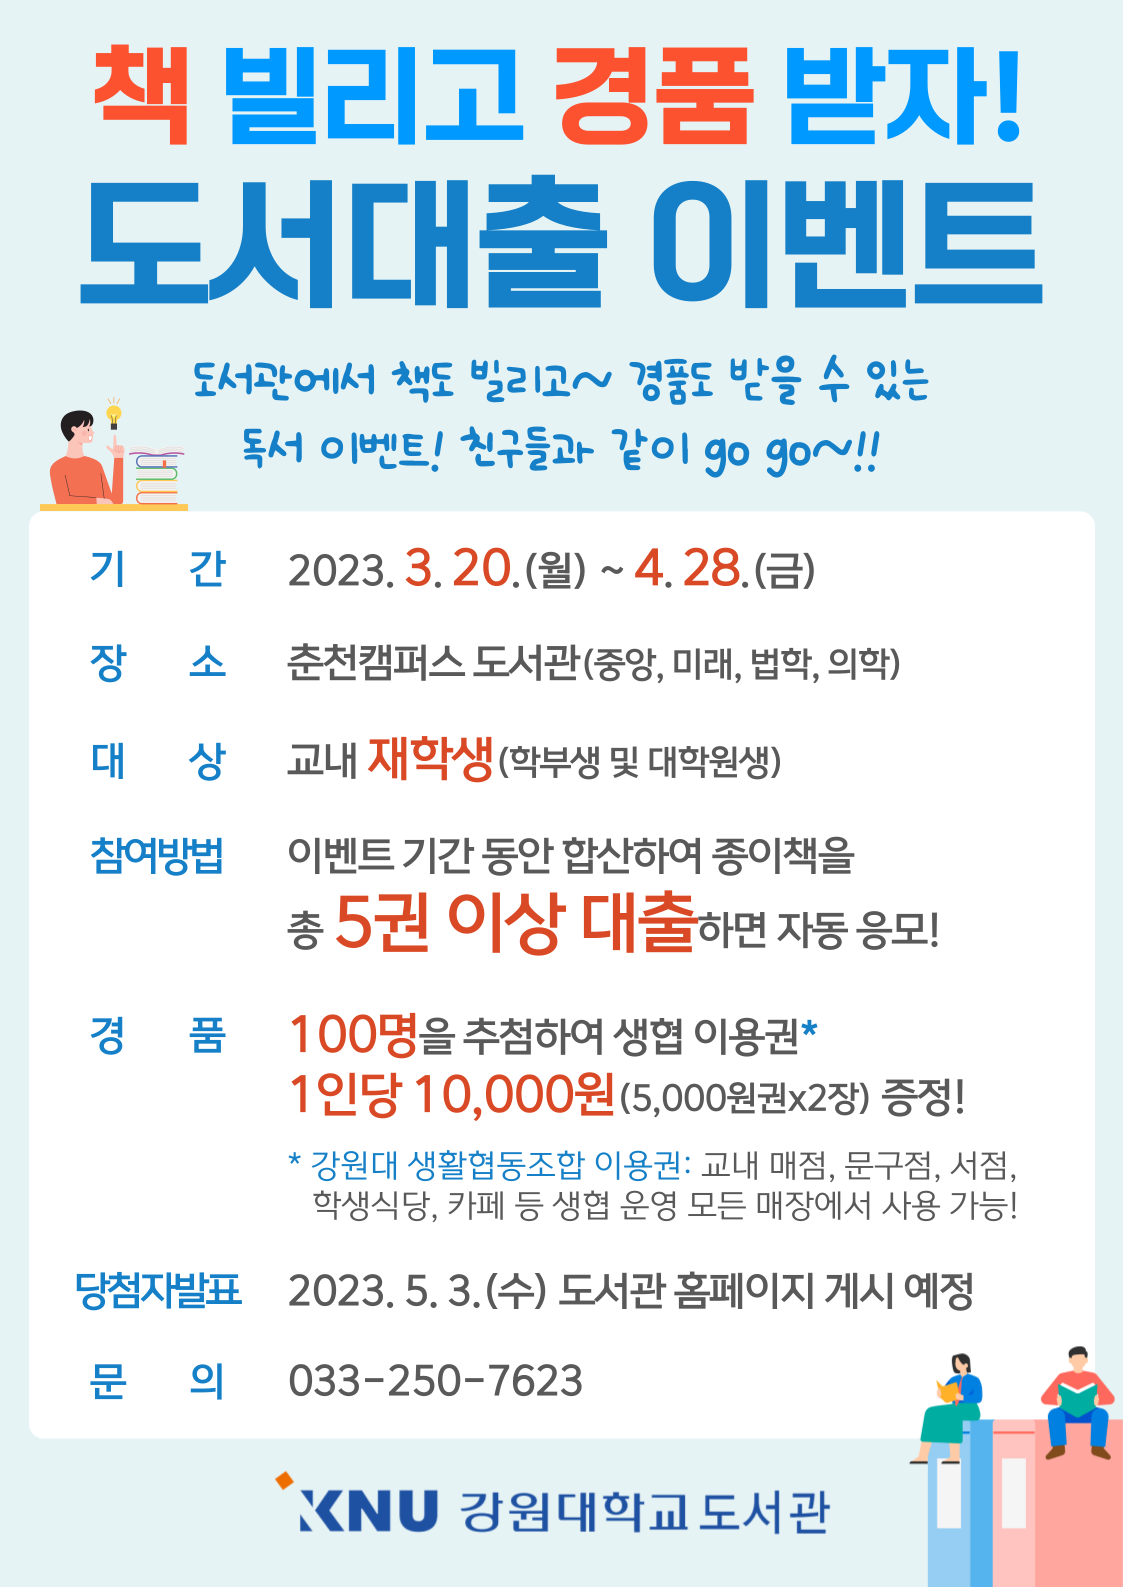 책 빌리고 경품 받자!
도서대출 이벤트
도서관에서 책도 빌리고~ 경품도 받을 수 있는
독서 이벤트! 친구들과 같이 go go~!!
기 간 2023. 3. 20.(월) ~ 4. 28.(금)
장 소 춘천캠퍼스 도서관(중앙, 미래, 법학, 의학)
대 상 교내 재학생(학부생 및 대학원생)
참여방법 이벤트 기간 동안 합산하여 종이책을
총 5권 이상 대출하면 자동 응모!
경 품 100명을 추첨하여 생협 이용권*
1인당 10,000원(5,000원권x2장) 증정!
* 강원대 생활협동조합 이용권: 교내 매점, 문구점, 서점,
학생식당, 카페 등 생협 운영 모든 매장에서 사용 가능!
당첨자발표 2023. 5. 3.(수) 도서관 홈페이지 게시 예정
문 의 033-250-7623
KNU 강원대학교도서관